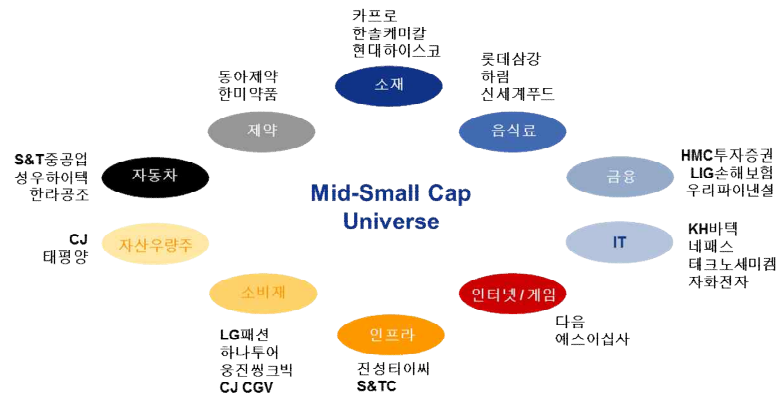 카프로
한솔케미칼
현대하이스코
소재
롯데삼강
하림
신세계푸드
음식료
HMC투자증권
LIG손해보험
우리파이낸셜
금융
KH바텍
네패스
테크노세미켐
자화전자
IT
다음
에스이십사
인터넷/게임
진성티이씨
S&TC
인프라
LG패션
하나투어
웅진씽크빅
CJ CGV
소비재
CJ
태평양
자산우량주
S&T중공업
성우하이텍
한라공조
자동차
동아제약
한미약품
제약
Mid-Small Cap
Universe